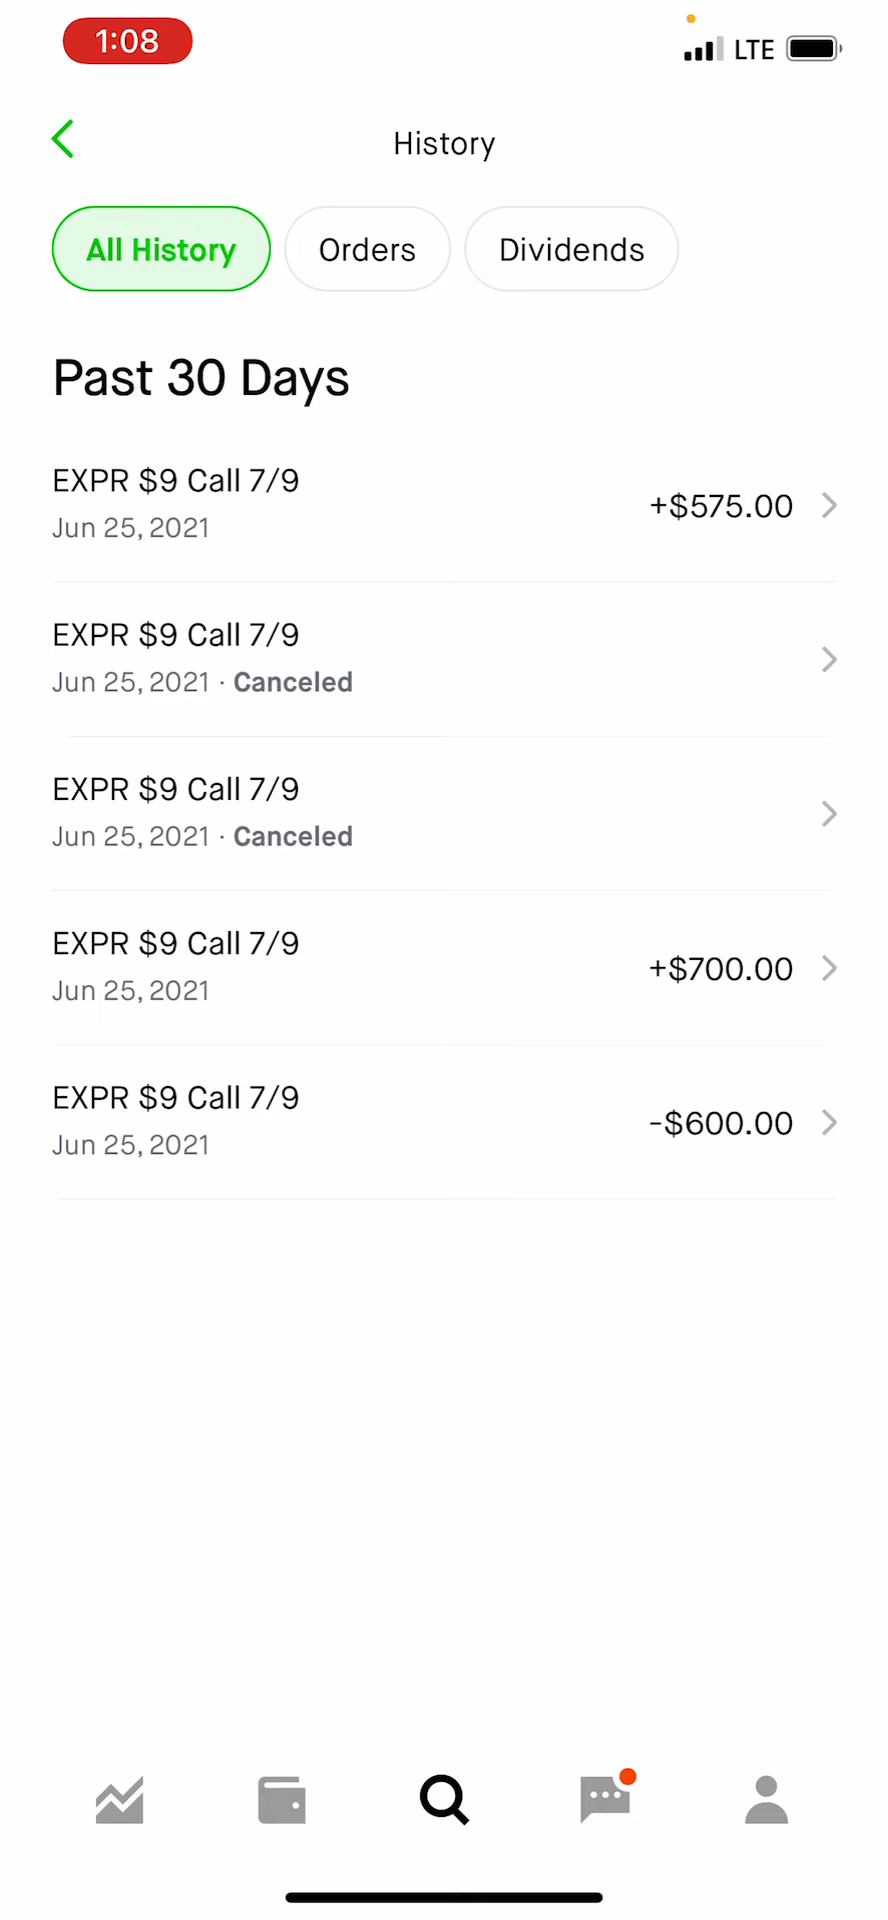 1:08
LTE
History
All History
Orders
Dividends
Past 30 Days
EXPR $9 Call 7/9
Jun 25, 2021
+$575.00
EXPR $9 Call 7/9
Jun 25, 2021 · Canceled
EXPR $9 Call 7/9
Jun 25, 2021 · Canceled
EXPR $9 Call 7/9
Jun 25, 2021
+$700.00
EXPR $9 Call 7/9
Jun 25, 2021
-$600.00